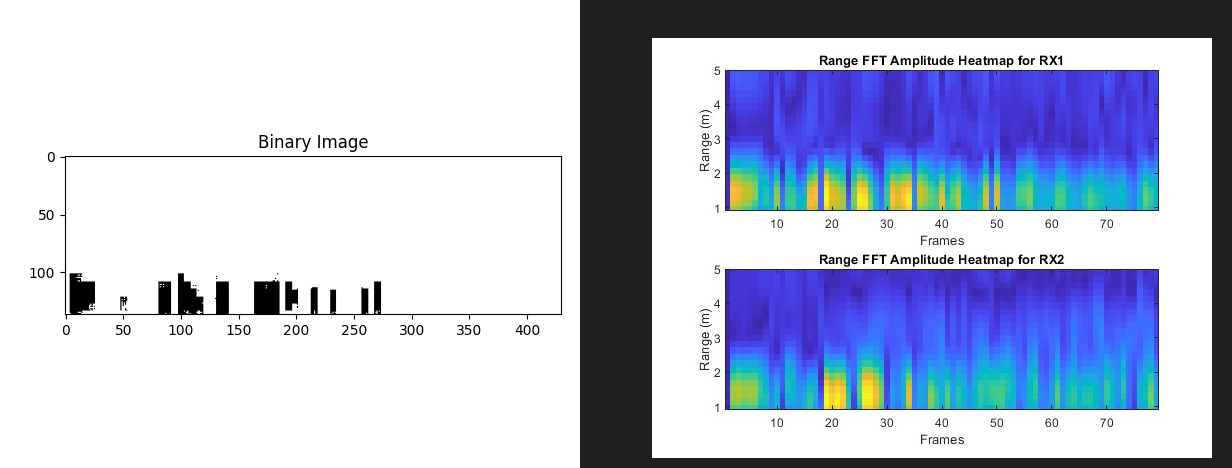 Binary Image
0
50
100
0 50 100 150 200 250 300 350 400
Range FFT Amplitude Heatmap for RX1
5
4
3
2
1
Range (m)
10 20 30 40 50 60 70
Frames
Range FFT Amplitude Heatmap for RX2
5
4
3
2
1
Range (m)
10 20 30 40 50 60 70
Frames